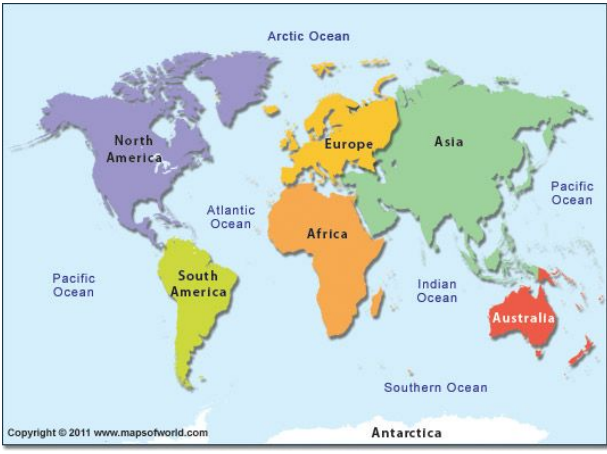 Arctic Ocean
North
America
Europe
Asia
Pacific
Ocean
Atlantic
Ocean
Africa
South
America
Pacific
Ocean
Indian
Ocean
Australia
Southern Ocean
Copyright © 2011 www.mapsofworld.com
Antarctica